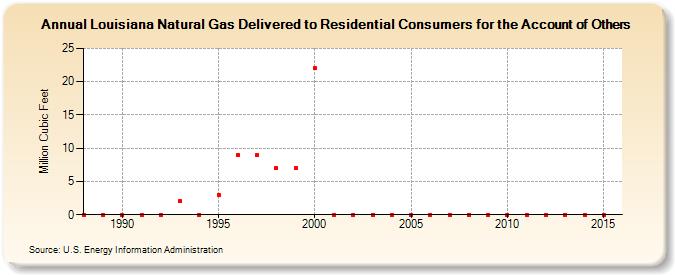 Annual Louisiana Natural Gas Delivered to Residential Consumers for the Account of Others
Million Cubic Feet
25
20
15
10
5
0
1990 1995 2000 2005 2010 2015
Source: U.S. Energy Information Administration